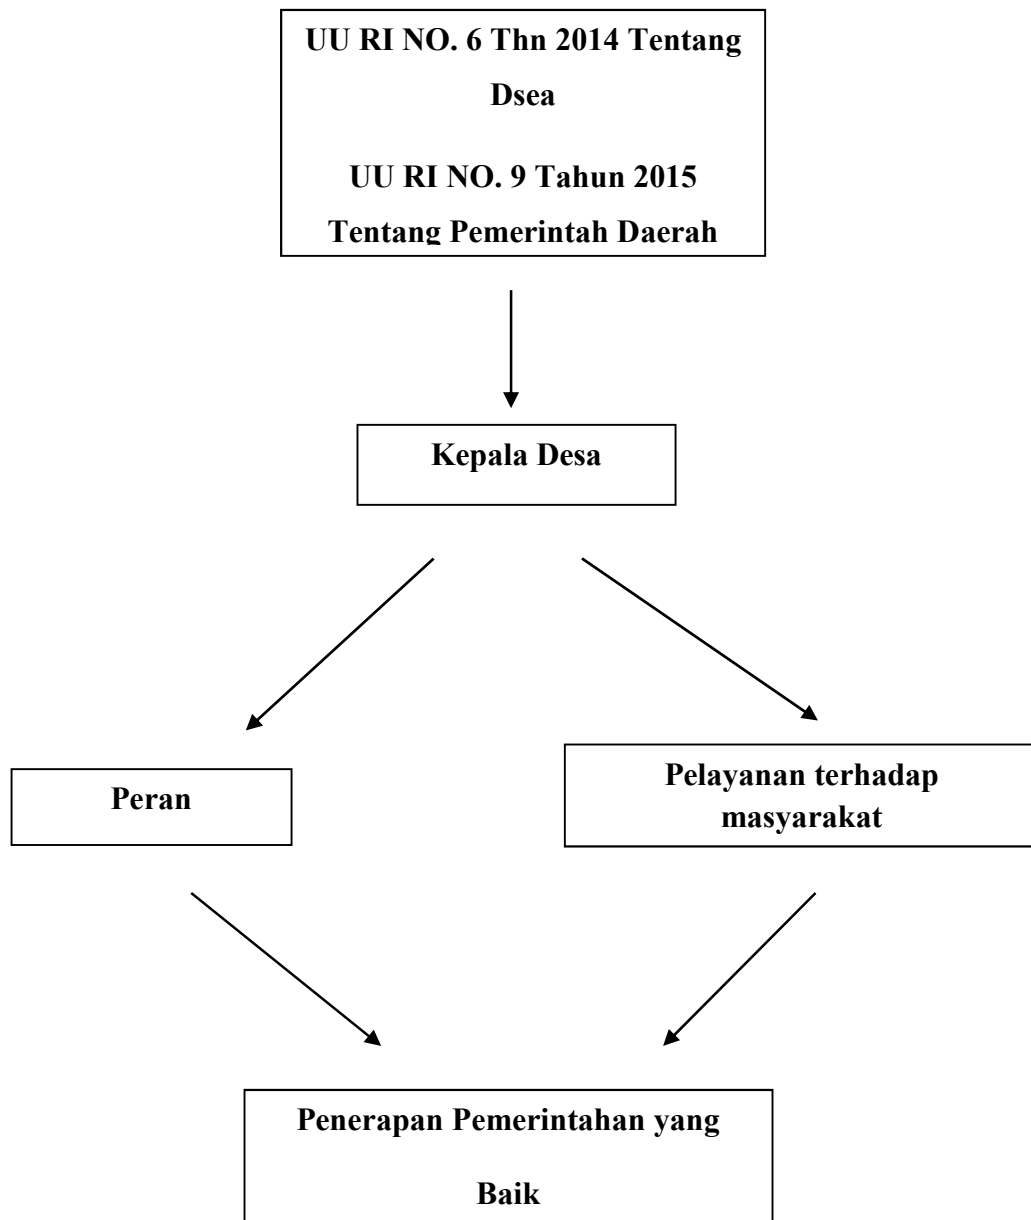 UU RI NO. 6 Thn 2014 Tentang
Dsea
UU RI NO. 9 Tahun 2015
Tentang Pemerintah Daerah
Kepala Desa
Peran
Pelayanan terhadap
masyarakat
Penerapan Pemerintahan yang
Baik